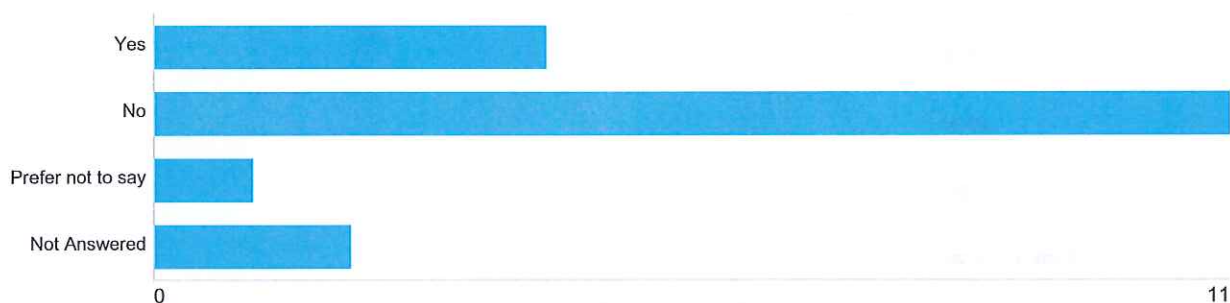 Yes
No
Prefer not to say
Not Answered
0
11